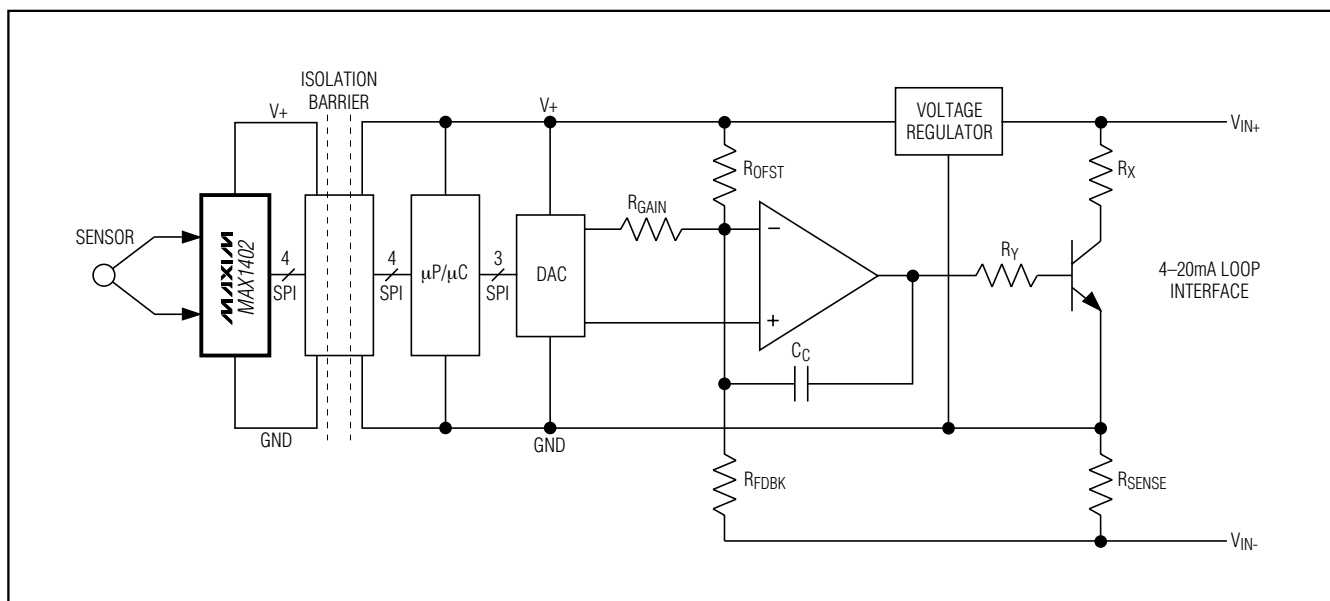 ISOLATION
BARRIER
V+
V+
VOLTAGE
REGULATOR
VIN+
ROFST
RX
RGAIN
SENSOR
MAXIM
MAX1402
4
SPI
4
SPI
μP/μC
3
SPI
DAC
−
+
RY
4–20mA LOOP
INTERFACE
CC
GND
GND
RFDBK
RSENSE
VIN-